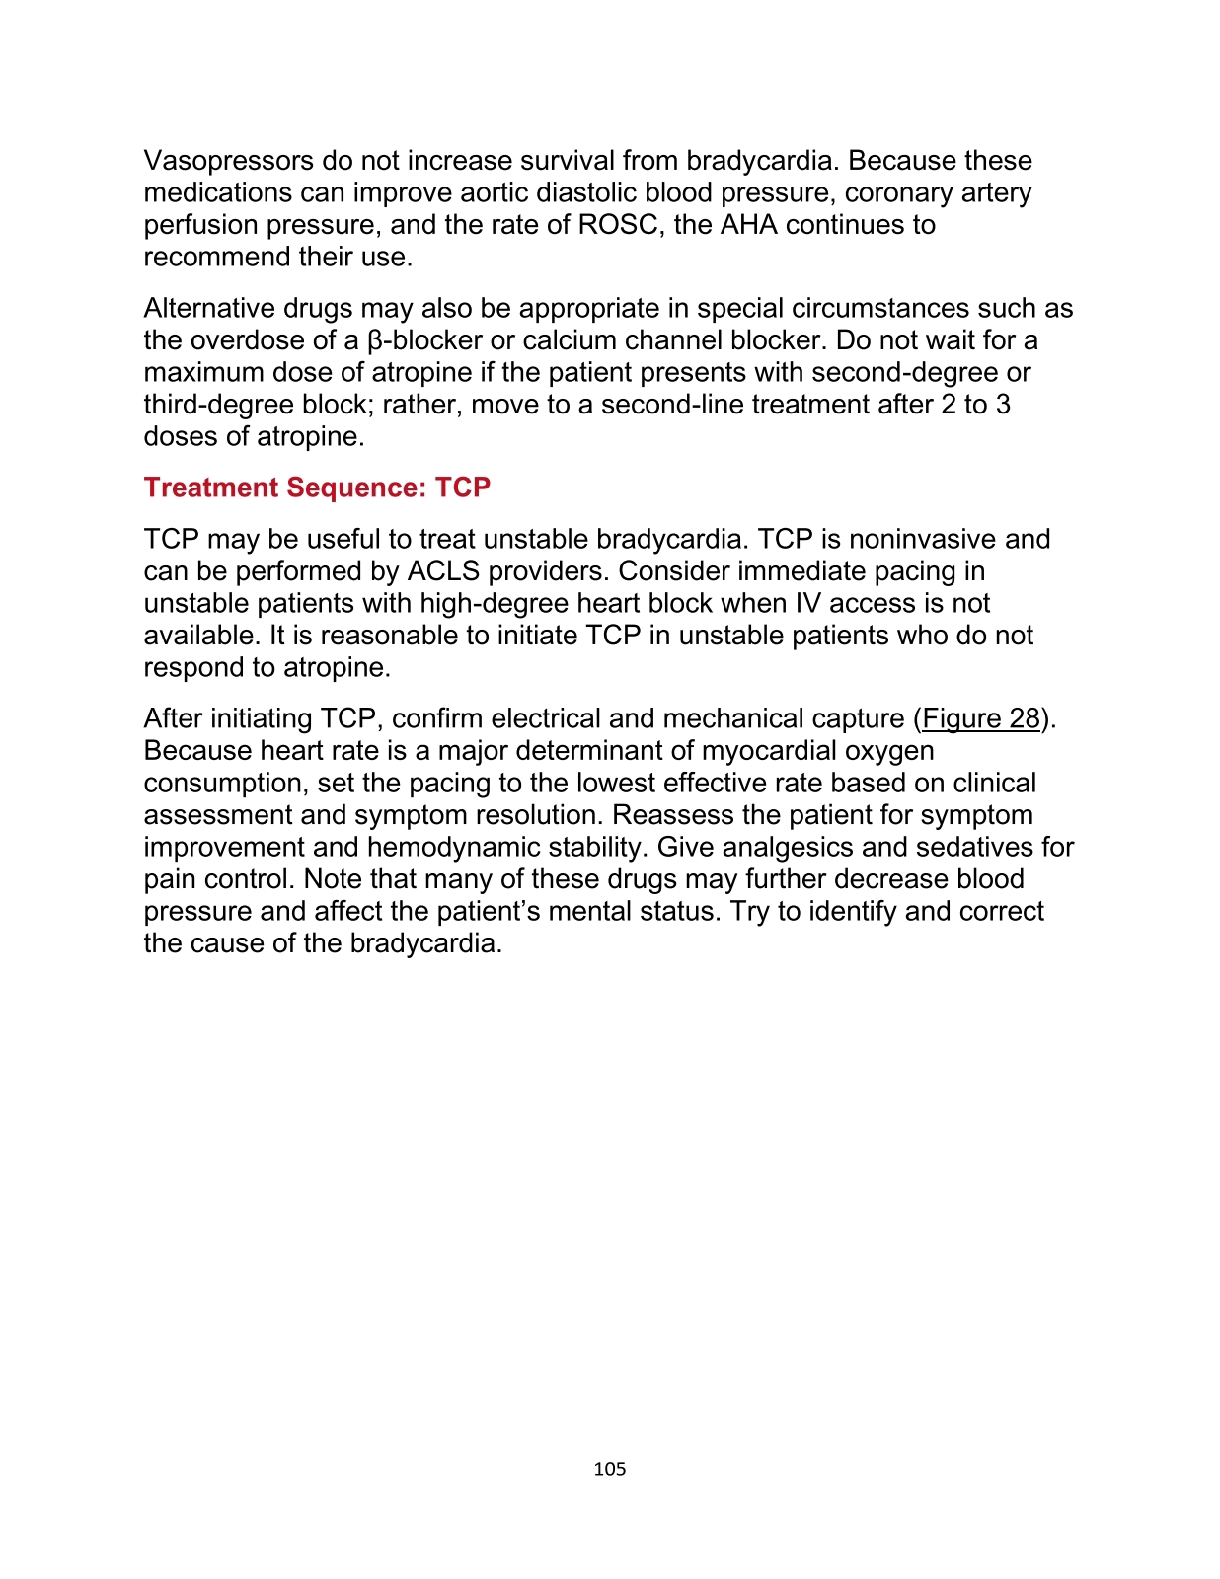 Vasopressors do not increase survival from bradycardia. Because these
medications can improve aortic diastolic blood pressure, coronary artery
perfusion pressure, and the rate of ROSC, the AHA continues to
recommend their use.
Alternative drugs may also be appropriate in special circumstances such as
the overdose of a β-blocker or calcium channel blocker. Do not wait for a
maximum dose of atropine if the patient presents with second-degree or
third-degree block; rather, move to a second-line treatment after 2 to 3
doses of atropine.
Treatment Sequence: TCP
TCP may be useful to treat unstable bradycardia. TCP is noninvasive and
can be performed by ACLS providers. Consider immediate pacing in
unstable patients with high-degree heart block when IV access is not
available. It is reasonable to initiate TCP in unstable patients who do not
respond to atropine.
After initiating TCP, confirm electrical and mechanical capture (Figure 28).
Because heart rate is a major determinant of myocardial oxygen
consumption, set the pacing to the lowest effective rate based on clinical
assessment and symptom resolution. Reassess the patient for symptom
improvement and hemodynamic stability. Give analgesics and sedatives for
pain control. Note that many of these drugs may further decrease blood
pressure and affect the patient’s mental status. Try to identify and correct
the cause of the bradycardia.
105